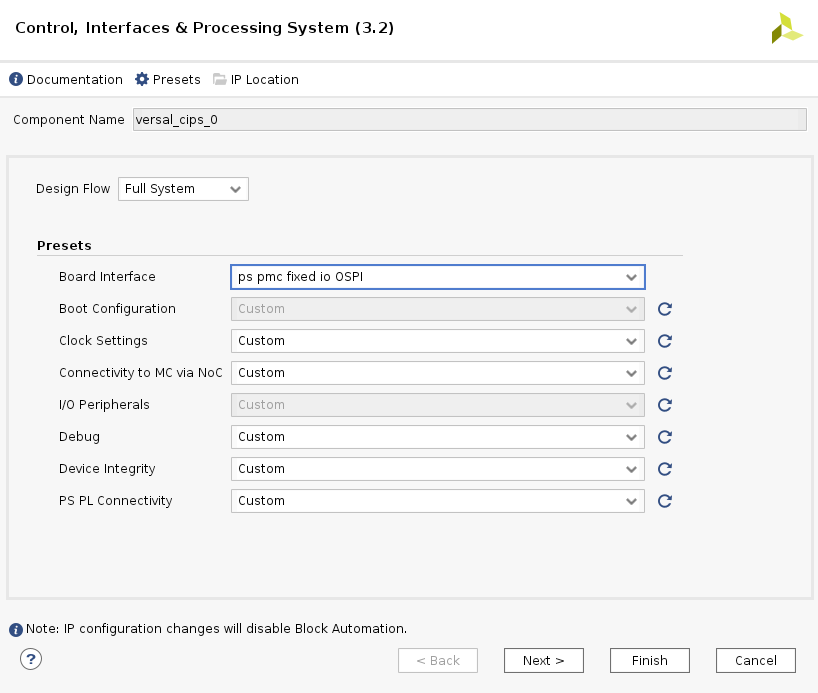 Control, Interfaces & Processing System (3.2)
Documentation Presets IP Location
Component Name versal_cips_0
Design Flow Full System
Presets
Board Interface ps pmc fixed io OSPI
Boot Configuration Custom
Clock Settings Custom
Connectivity to MC via NoC Custom
I/O Peripherals Custom
Debug Custom
Device Integrity Custom
PS PL Connectivity Custom
Note: IP configuration changes will disable Block Automation.
? < Back Next > Finish Cancel